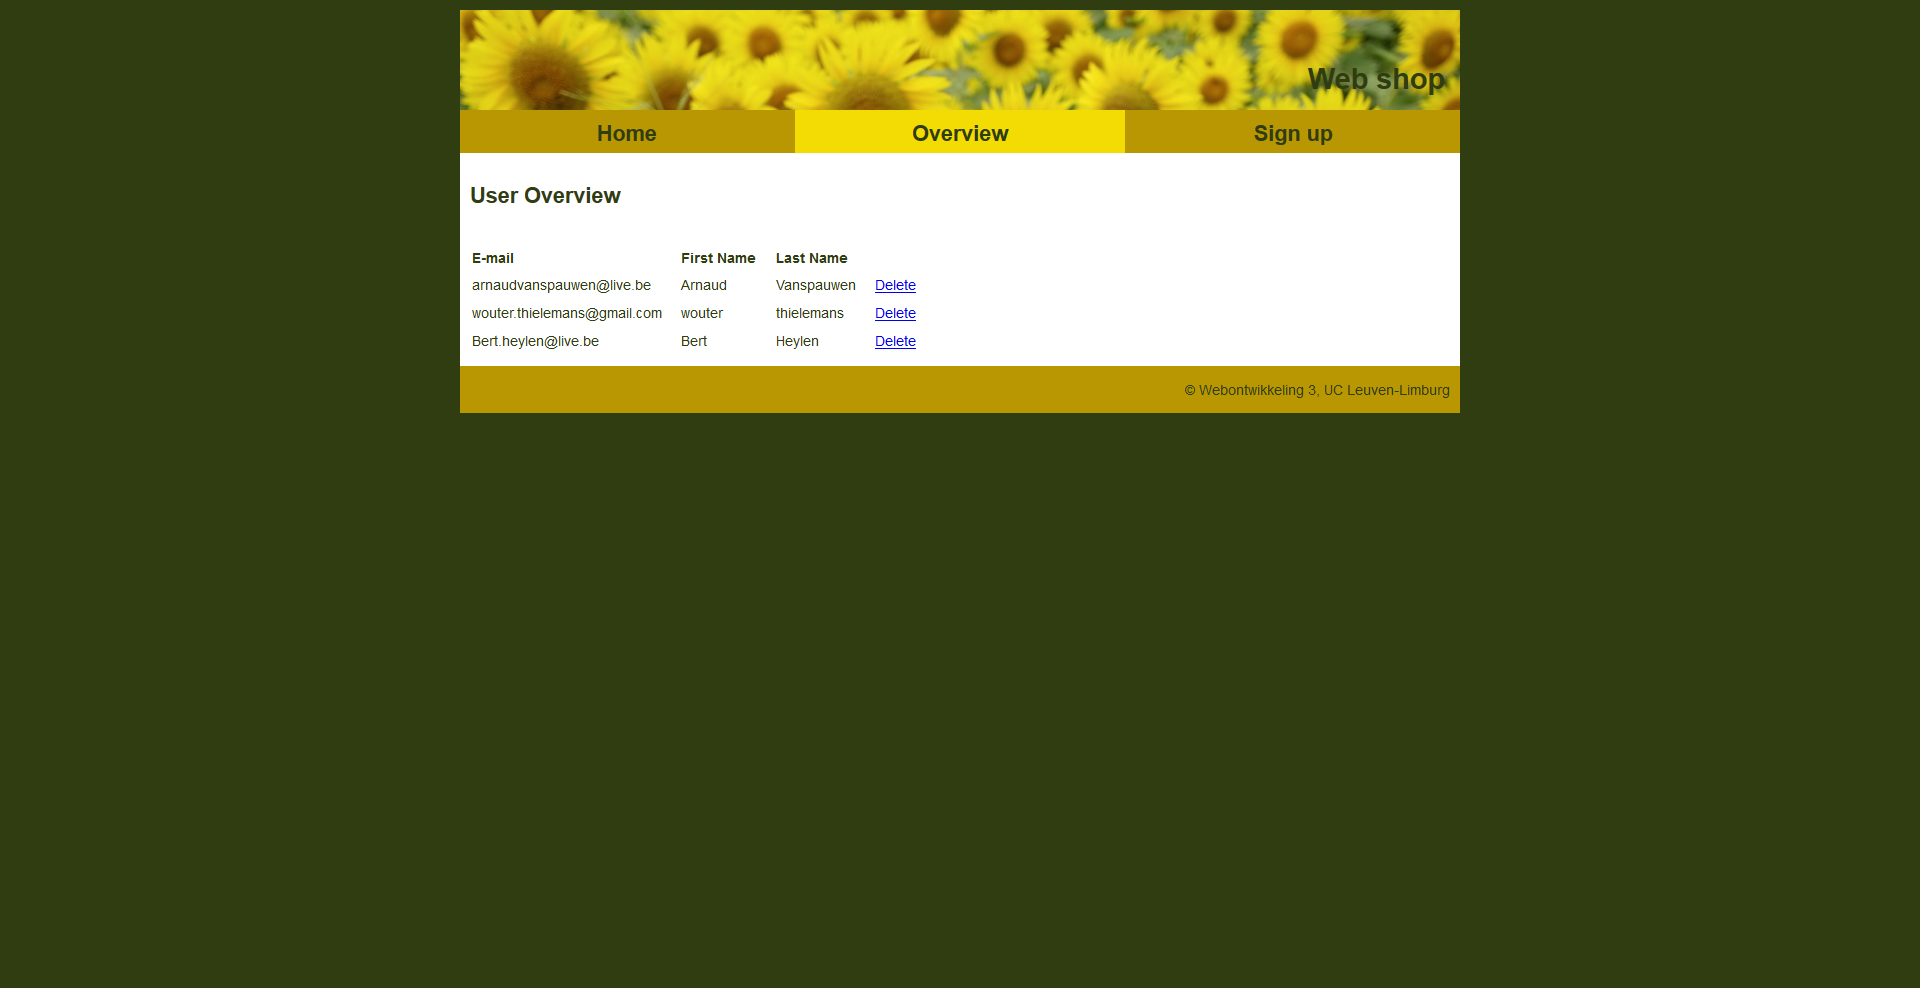 Web shop
Home Overview Sign up
User Overview
E-mail First Name Last Name
arnaudvanspauwen@live.be Arnaud Vanspauwen Delete
wouter.thielemans@gmail.com wouter thielemans Delete
Bert.heylen@live.be Bert Heylen Delete
© Webontwikkeling 3, UC Leuven-Limburg